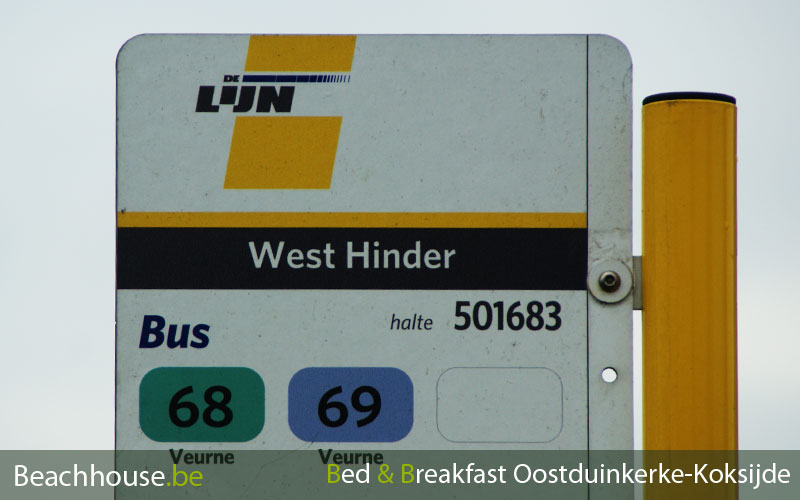 DE
LIJN
West Hinder
Bus
halte 501683
68 69
Veurne Veurne
Beachhouse.be
Bed & Breakfast Oostduinkerke-Koksijde